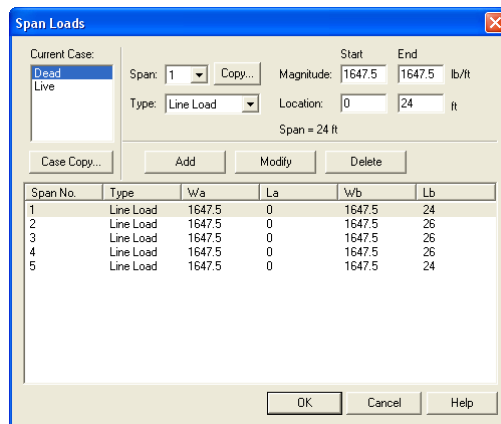 Span Loads
Current Case:
Dead
Live
Case Copy...
Span: 1 Copy...
Type: Line Load
Start End
Magnitude: 1647.5 1647.5 lb/ft
Location: 0 24 ft
Span = 24 ft
Add Modify Delete
Span No. Type Wa La Wb Lb
1 Line Load 1647.5 0 1647.5 24
2 Line Load 1647.5 0 1647.5 26
3 Line Load 1647.5 0 1647.5 26
4 Line Load 1647.5 0 1647.5 26
5 Line Load 1647.5 0 1647.5 24
OK Cancel Help